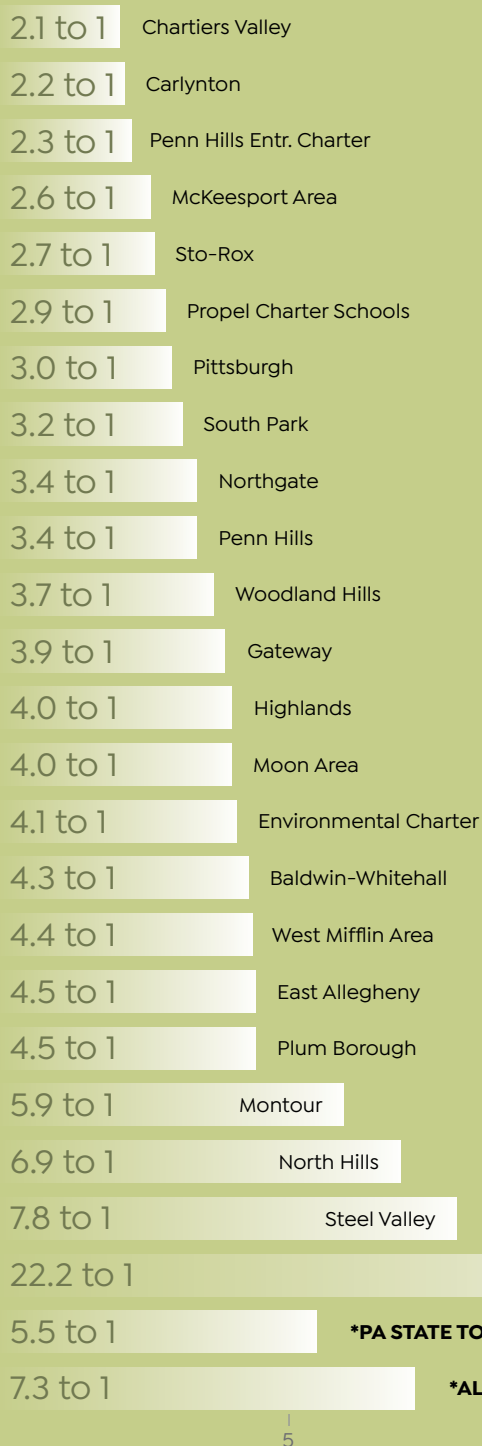 2.1 to 1 Chartiers Valley
2.2 to 1 Carlynton
2.3 to 1 Penn Hills Entr. Charter
2.6 to 1 McKeesport Area
2.7 to 1 Sto-Rox
2.9 to 1 Propel Charter Schools
3.0 to 1 Pittsburgh
3.2 to 1 South Park
3.4 to 1 Northgate
3.4 to 1 Penn Hills
3.7 to 1 Woodland Hills
3.9 to 1 Gateway
4.0 to 1 Highlands
4.0 to 1 Moon Area
4.1 to 1 Environmental Charter
4.3 to 1 Baldwin-Whitehall
4.4 to 1 West Mifflin Area
4.5 to 1 East Allegheny
4.5 to 1 Plum Borough
5.9 to 1 Montour
6.9 to 1 North Hills
7.8 to 1 Steel Valley
22.2 to 1
5.5 to 1 *PA STATE TO
7.3 to 1 *AL
5